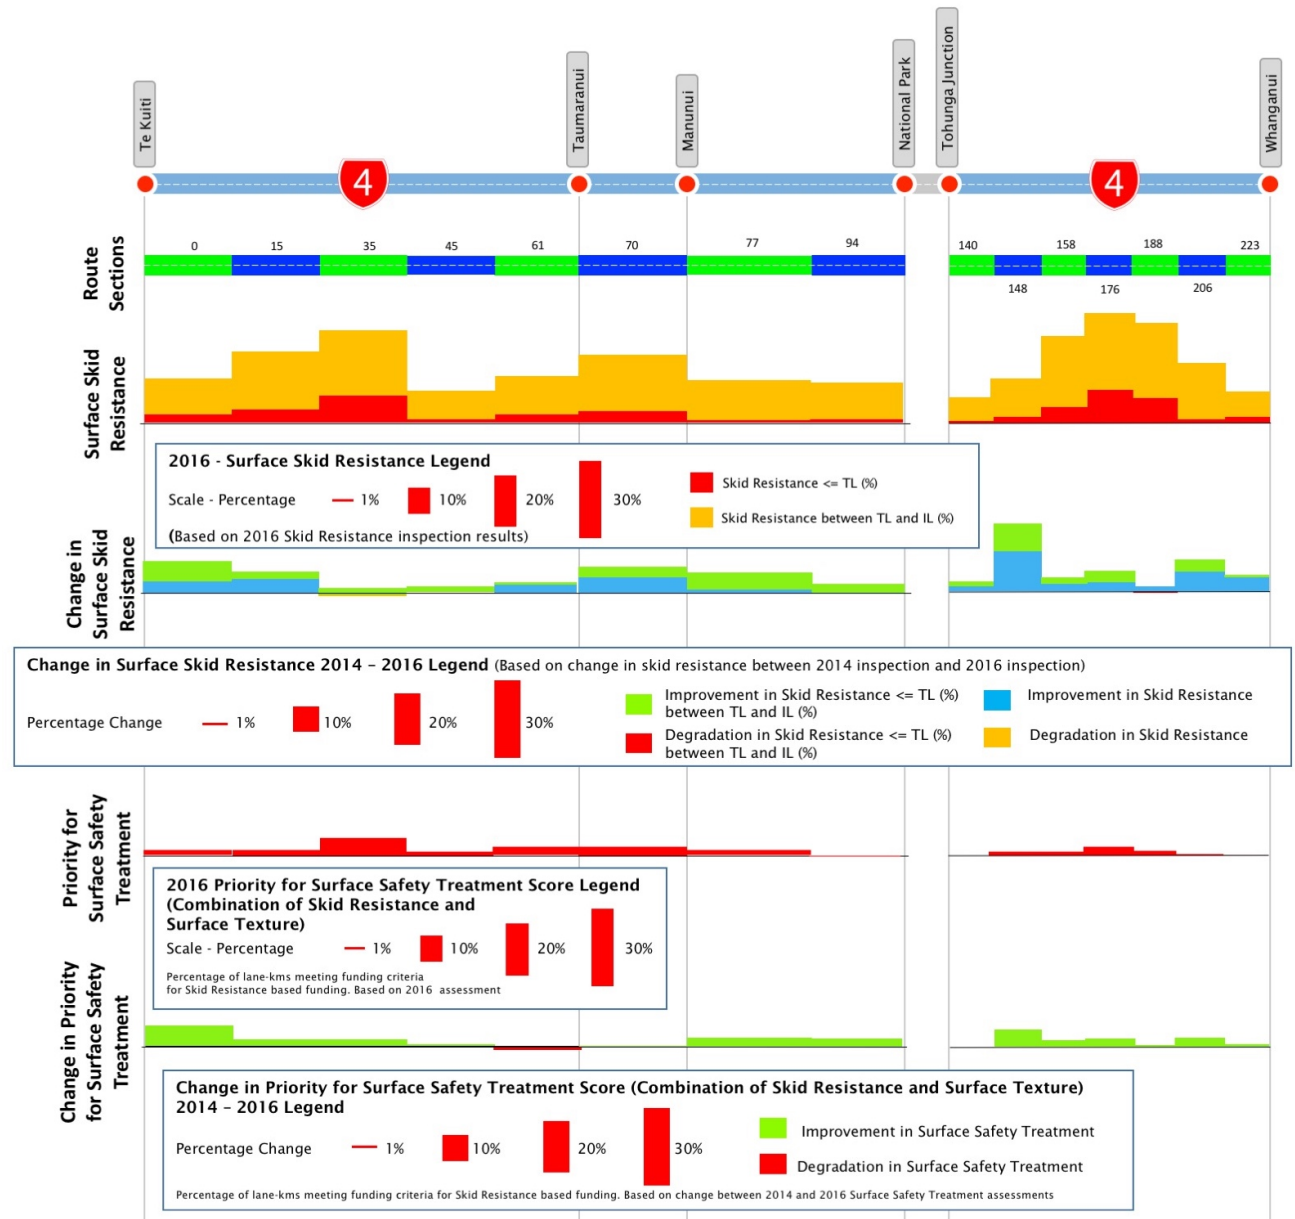 Te Kuiti
Taumaranui
Manunui
National Park
Tohunga Junction
Whanganui
4
4
Route
Sections
0 15 35 45 61 70 77 94 140 158 188 223
148 176 206
Surface Skid
Resistance
2016 - Surface Skid Resistance Legend
Scale - Percentage 1% 10% 20% 30%
Skid Resistance <= TL (%)
Skid Resistance between TL and IL (%)
(Based on 2016 Skid Resistance inspection results)
Change in
Surface Skid
Resistance
Change in Surface Skid Resistance 2014 – 2016 Legend (Based on change in skid resistance between 2014 inspection and 2016 inspection)
Percentage Change 1% 10% 20% 30%
Improvement in Skid Resistance <= TL (%)
between TL and IL (%)
Improvement in Skid Resistance
Degradation in Skid Resistance <= TL (%)
between TL and IL (%)
Degradation in Skid Resistance
Priority for
Surface Safety
Treatment
2016 Priority for Surface Safety Treatment Score Legend
(Combination of Skid Resistance and
Surface Texture)
Scale - Percentage 1% 10% 20% 30%
Percentage of lane-kms meeting funding criteria
for Skid Resistance based funding. Based on 2016 assessment
Change in Priority
for Surface Safety
Treatment
Change in Priority for Surface Safety Treatment Score (Combination of Skid Resistance and Surface Texture)
2014 – 2016 Legend
Percentage Change 1% 10% 20% 30%
Improvement in Surface Safety Treatment
Degradation in Surface Safety Treatment
Percentage of lane-kms meeting funding criteria for Skid Resistance based funding. Based on change between 2014 and 2016 Surface Safety Treatment assessments